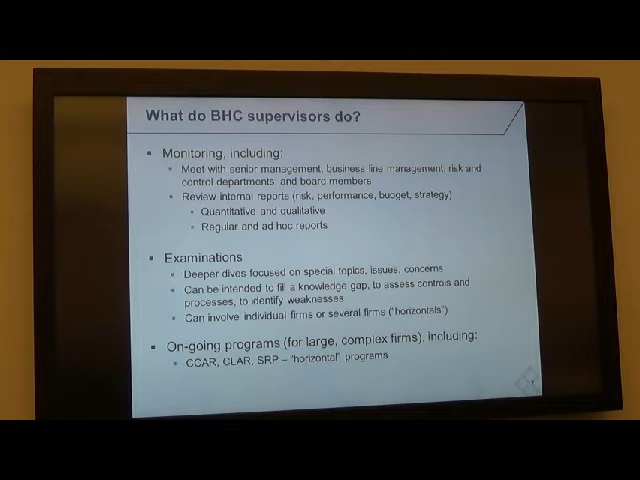 What do BHC supervisors do?
Monitoring, including:
Meet with senior management, business line management, risk and
control departments, and board members
Review internal reports (risk, performance, budget, strategy)
Quantitative and qualitative
Regular and ad hoc reports
Examinations
Deeper dives focused on special topics, issues, concerns
Can be intended to fill a knowledge gap, to assess controls and
processes, to identify weaknesses
Can involve individual firms or several firms ("horizontals")
On-going programs (for large, complex firms), including:
CCAR, CLAR, SRP – "horizontal" programs